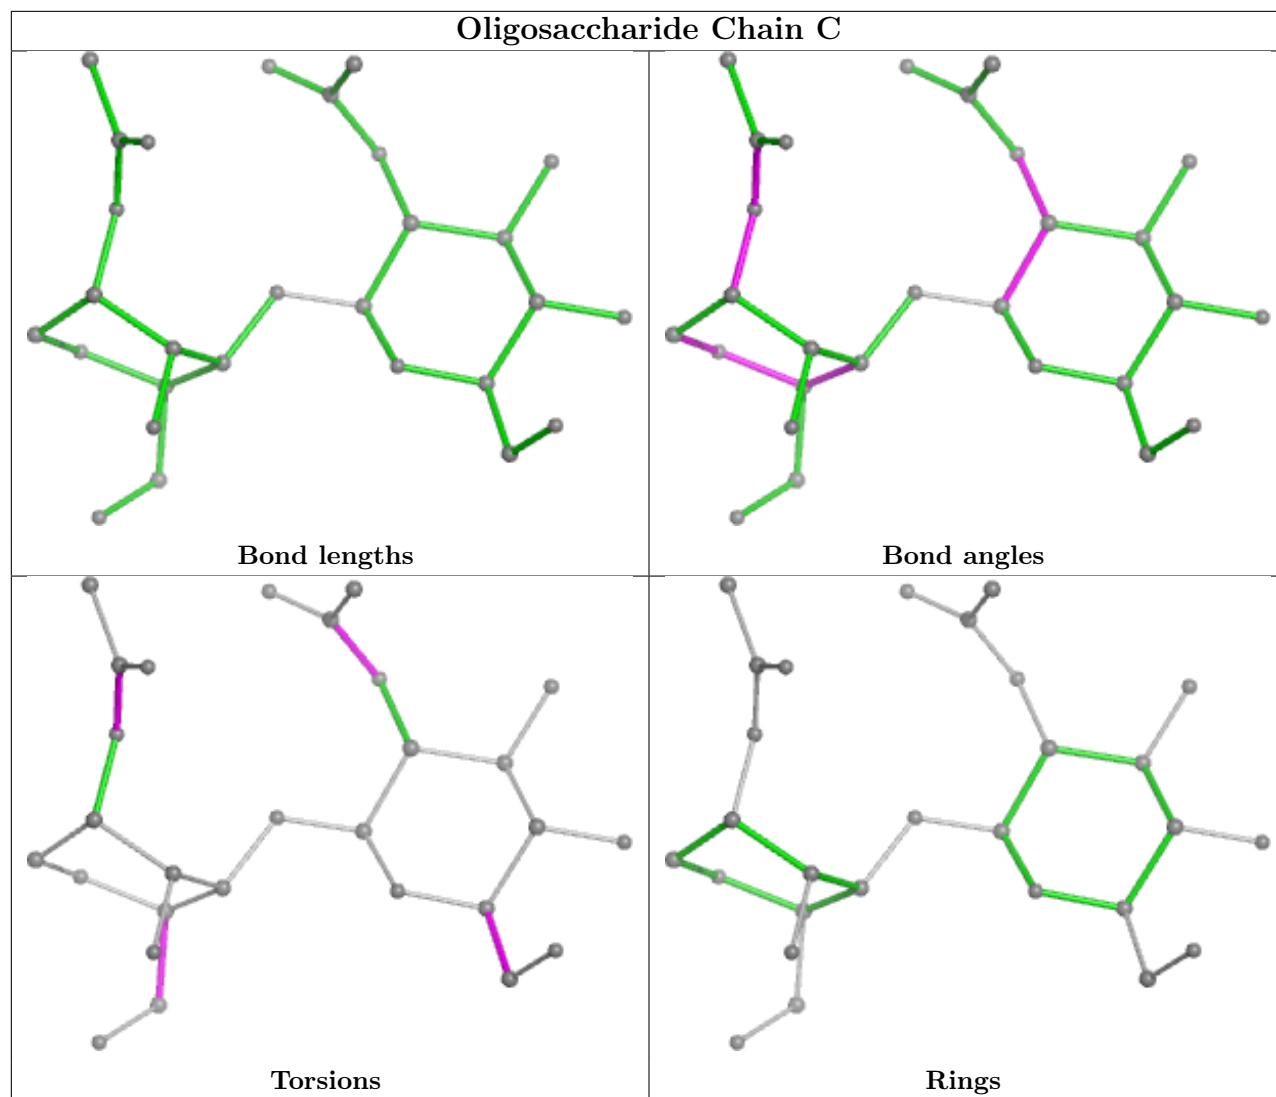 Oligosaccharide Chain C
Bond lengths
Bond angles
Torsions
Rings